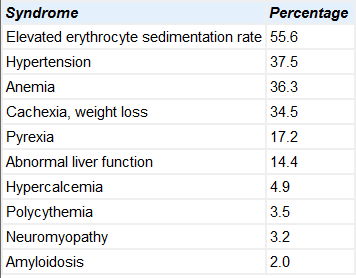 Syndrome Percentage
Elevated erythrocyte sedimentation rate 55.6
Hypertension 37.5
Anemia 36.3
Cachexia, weight loss 34.5
Pyrexia 17.2
Abnormal liver function 14.4
Hypercalcemia 4.9
Polycythemia 3.5
Neuromyopathy 3.2
Amyloidosis 2.0